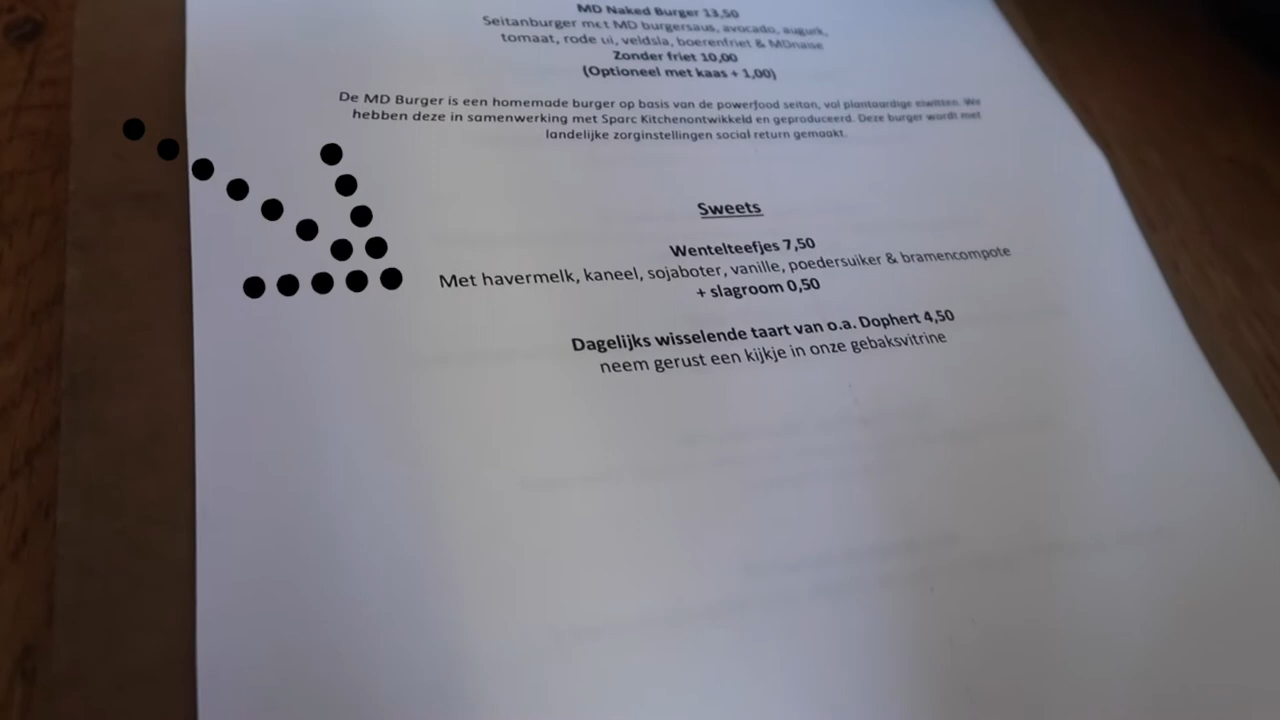 MD Naked Burger 13,50
Seitanburger met MD burgersaus, avocado, augurk,
tomaat, rode ui, veldsla, boerenfriet & MDnaise
Zonder friet 10,00
(Optioneel met kaas + 1,00)
De MD Burger is een homemade burger op basis van de powerfood seitan, vol plantaardige eiwitten. We
hebben deze in samenwerking met Sparc Kitchenontwikkeld en geproduceerd. Deze burger wordt met
landelijke zorginstellingen social return gemaakt.
Sweets
Wentelteefjes 7,50
Met havermelk, kaneel, sojaboter, vanille, poedersuiker & bramencompote
+ slagroom 0,50
Dagelijks wisselende taart van o.a. Dophert 4,50
neem gerust een kijkje in onze gebaksvitrine